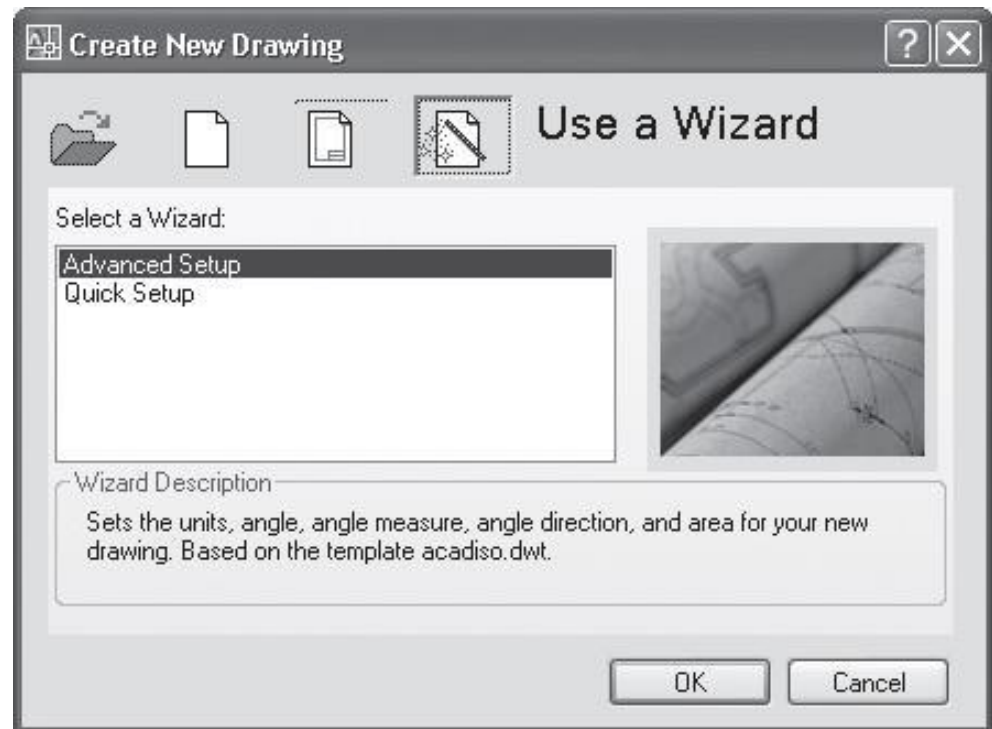 Create New Drawing
Use a Wizard
Select a Wizard:
Advanced Setup
Quick Setup
Wizard Description
Sets the units, angle, angle measure, angle direction, and area for your new
drawing. Based on the template acadiso.dwt.
OK
Cancel